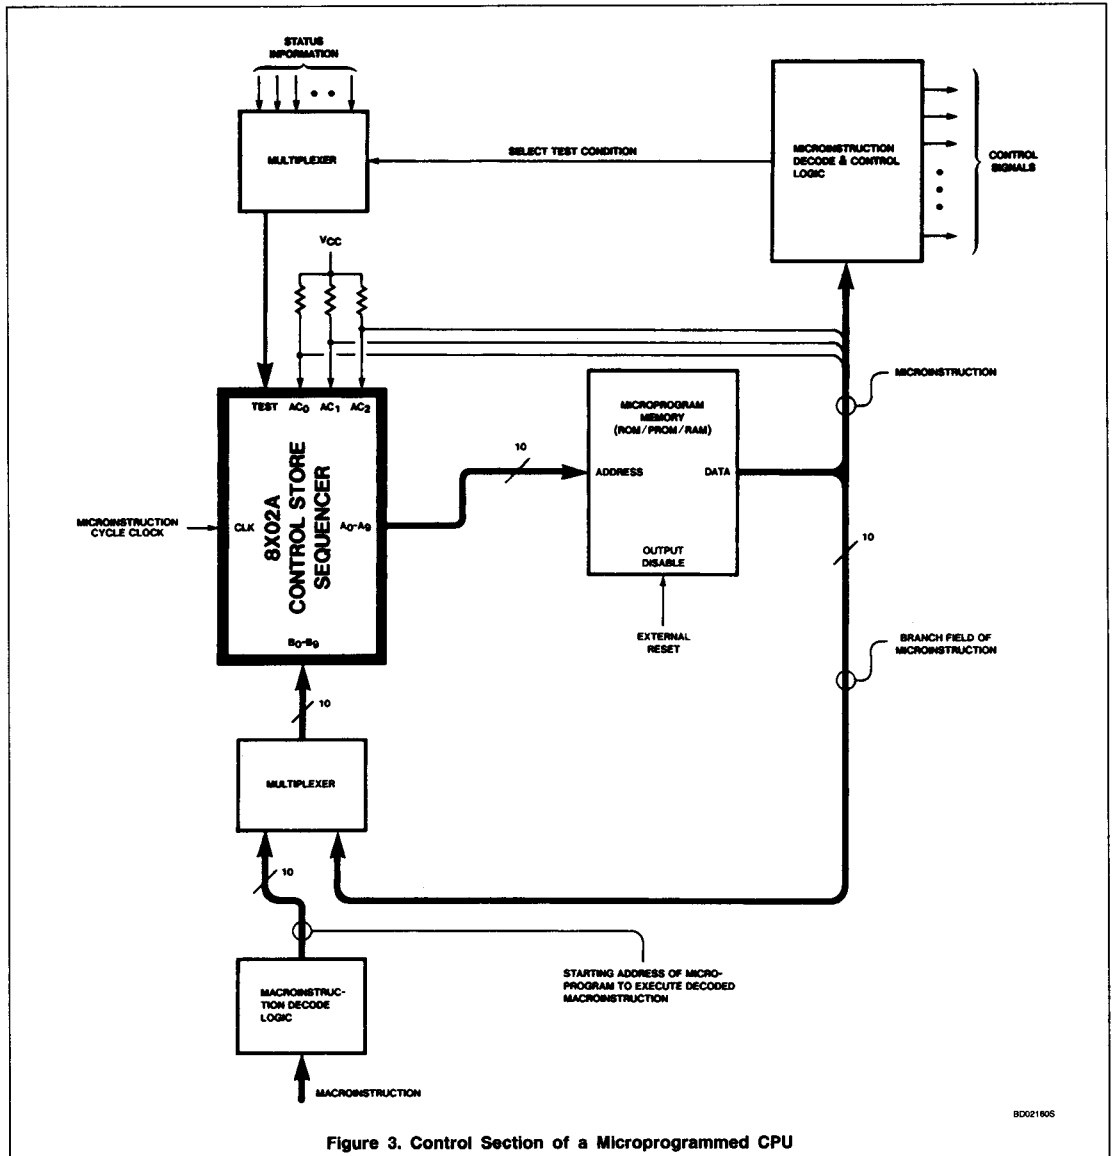 STATUS
INFORMATION
MULTIPLEXER
SELECT TEST CONDITION
MICROINSTRUCTION
DECODE & CONTROL
LOGIC
CONTROL
SIGNALS
VCC
TEST AC0 AC1 AC2
8X02A
CONTROL STORE
SEQUENCER
MICROINSTRUCTION
CYCLE CLOCK
CLK
A0-A9
B0-B9
10
MICROPROGRAM
MEMORY
(ROM/PROM/RAM)
ADDRESS
DATA
OUTPUT
DISABLE
EXTERNAL
RESET
MICROINSTRUCTION
10
BRANCH FIELD OF
MICROINSTRUCTION
10
MULTIPLEXER
10
STARTING ADDRESS OF MICRO-
PROGRAM TO EXECUTE DECODED
MACROINSTRUCTION
MACROINSTRUC-
TION DECODE
LOGIC
MACROINSTRUCTION
BD02160S
Figure 3. Control Section of a Microprogrammed CPU